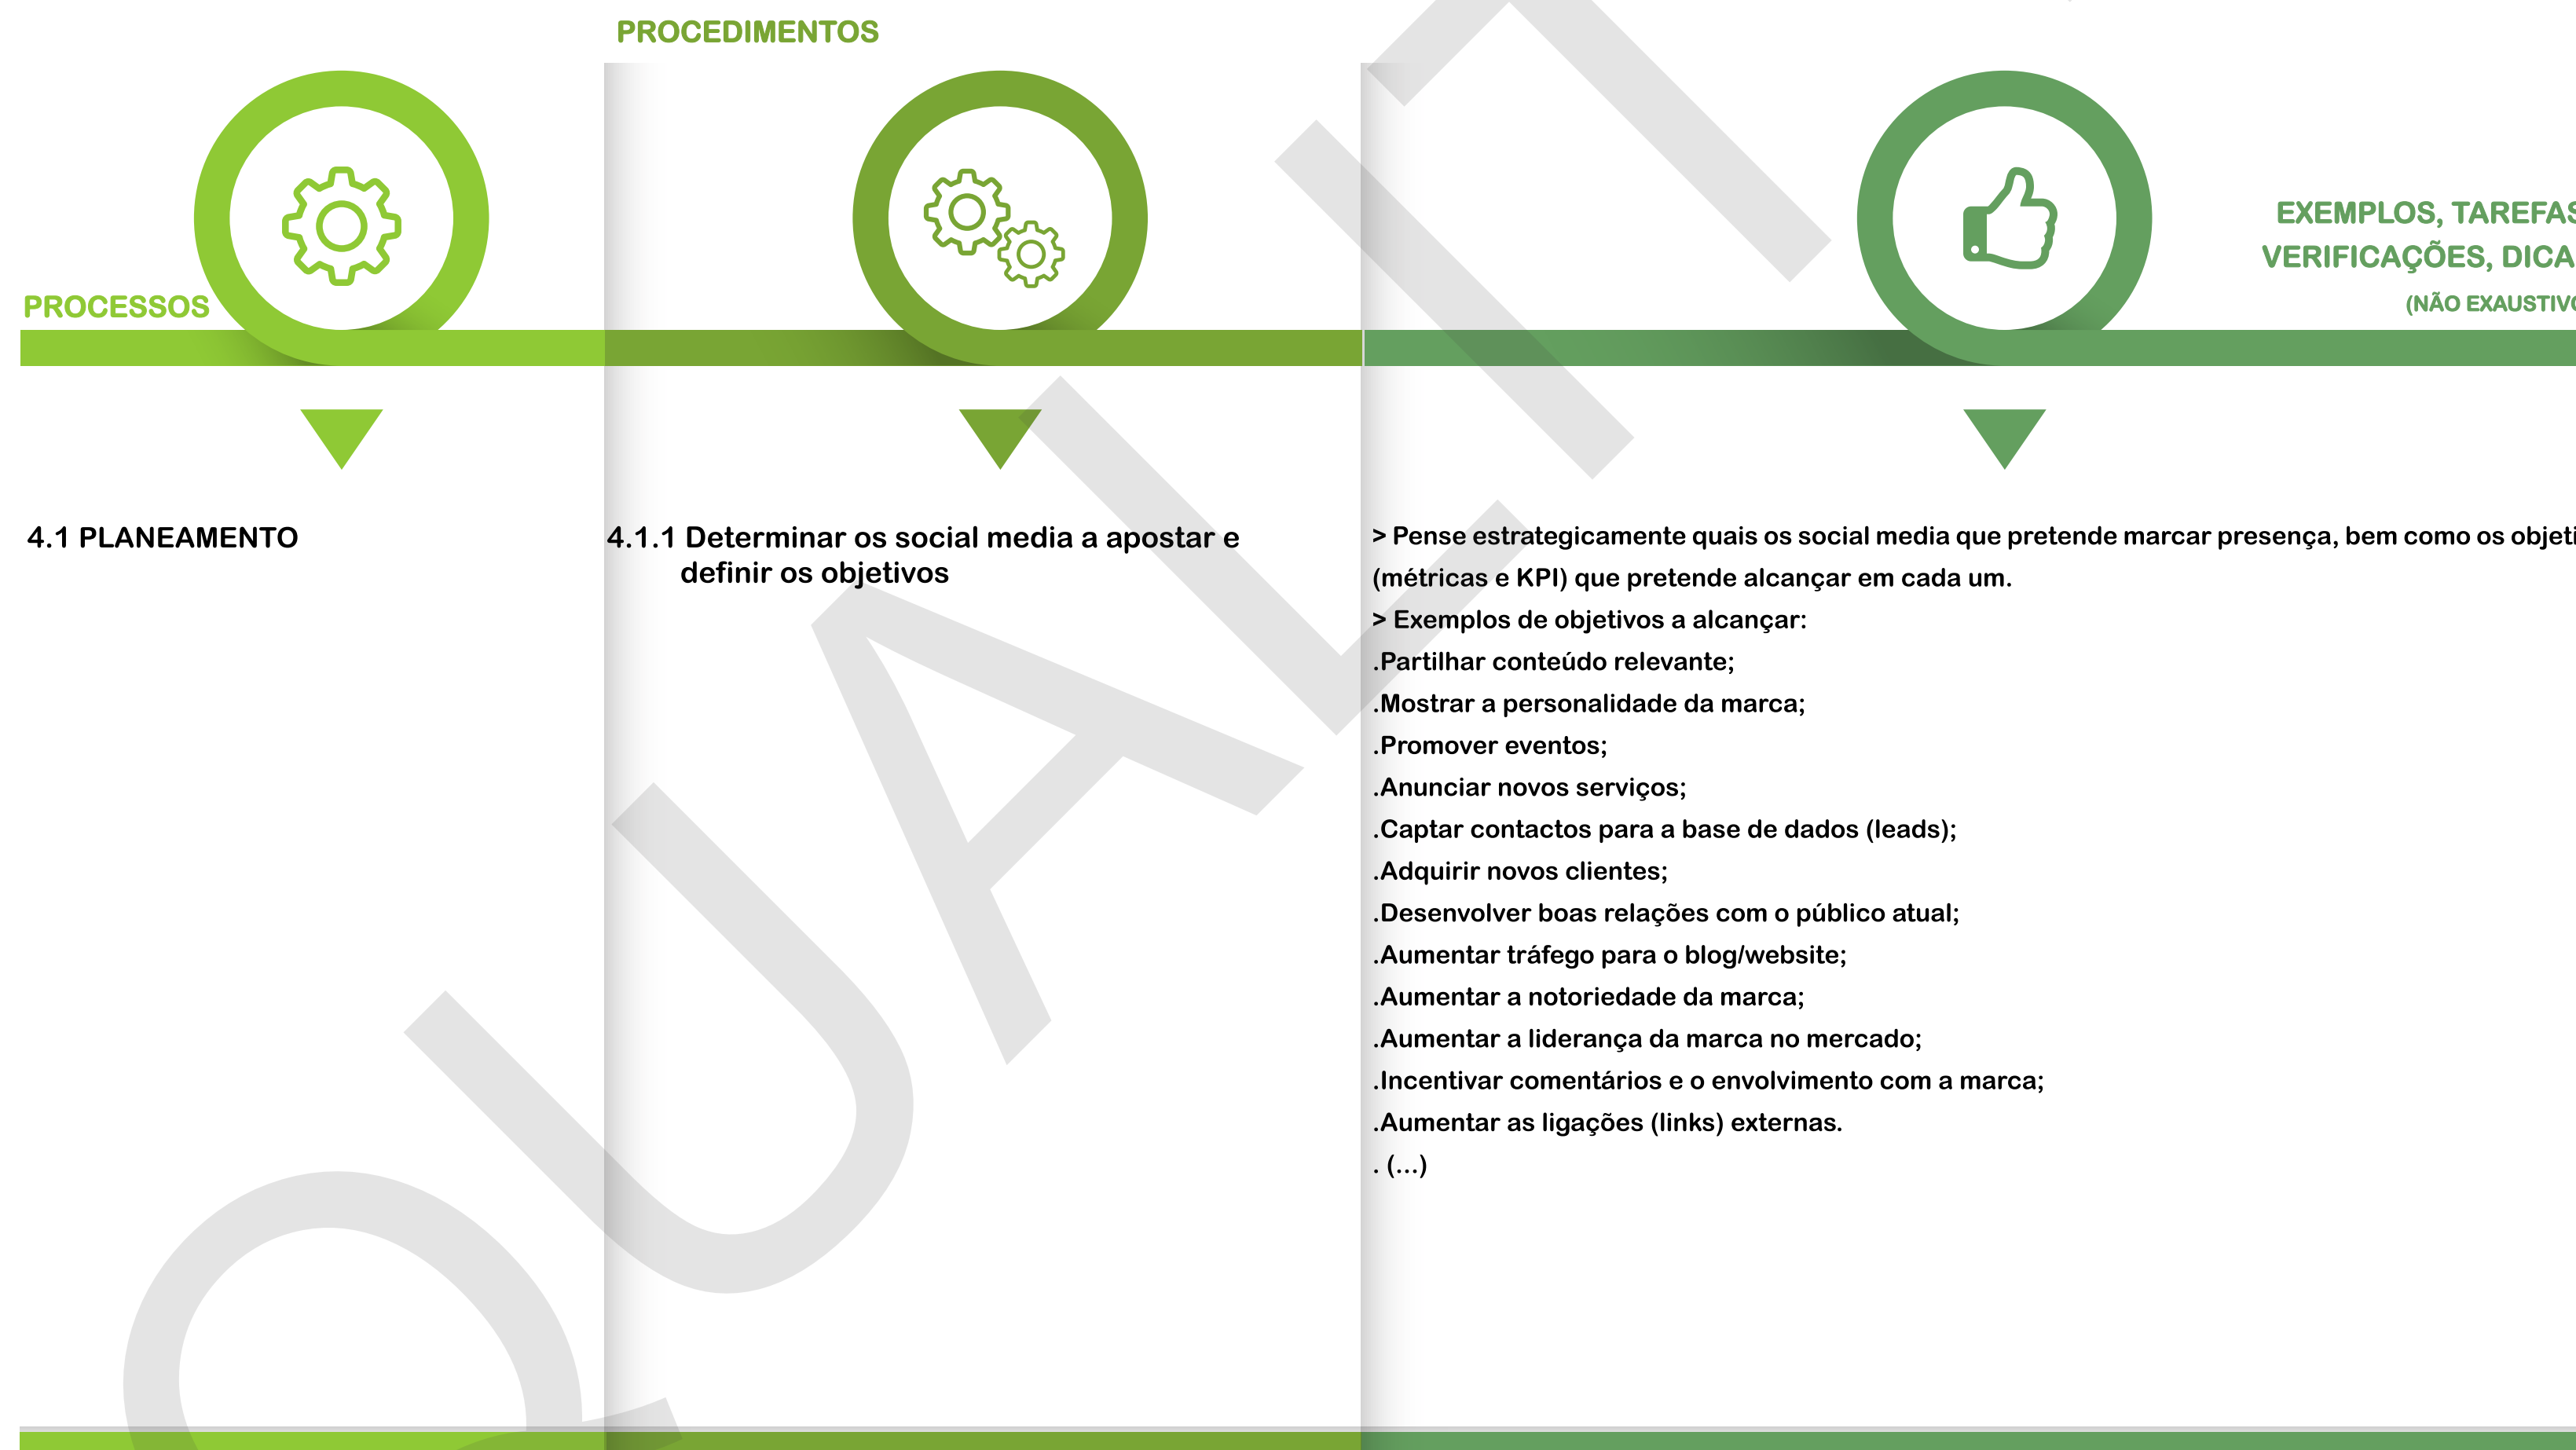 PROCEDIMENTOS
EXEMPLOS, TAREFAS
VERIFICAÇÕES, DICA
(NÃO EXAUSTIVO
PROCESSOS
4.1 PLANEAMENTO
4.1.1 Determinar os social media a apostar e
definir os objetivos
> Pense estrategicamente quais os social media que pretende marcar presença, bem como os objeti
(métricas e KPI) que pretende alcançar em cada um.
> Exemplos de objetivos a alcançar:
.Partilhar conteúdo relevante;
.Mostrar a personalidade da marca;
.Promover eventos;
.Anunciar novos serviços;
.Captar contactos para a base de dados (leads);
.Adquirir novos clientes;
.Desenvolver boas relações com o público atual;
.Aumentar tráfego para o blog/website;
.Aumentar a notoriedade da marca;
.Aumentar a liderança da marca no mercado;
.Incentivar comentários e o envolvimento com a marca;
.Aumentar as ligações (links) externas.
. (...)